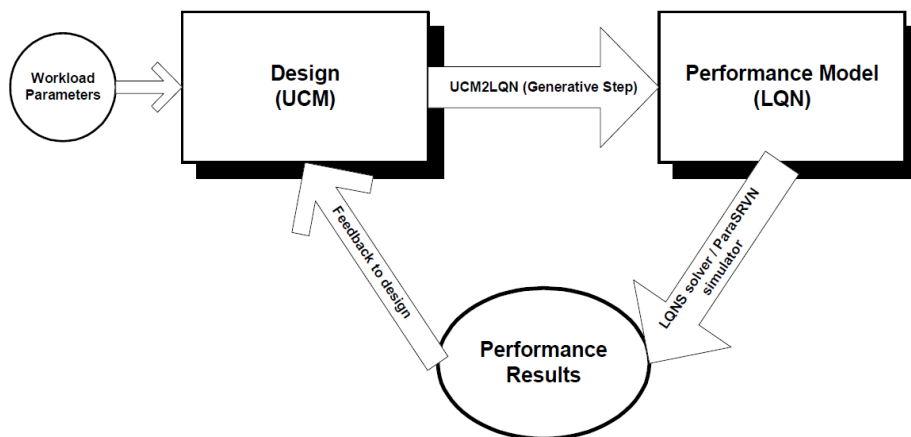 Workload
Parameters
Design
(UCM)
UCM2LQN (Generative Step)
Performance Model
(LQN)
Feedback to design
LQNS solver / ParaSRVN
simulator
Performance
Results